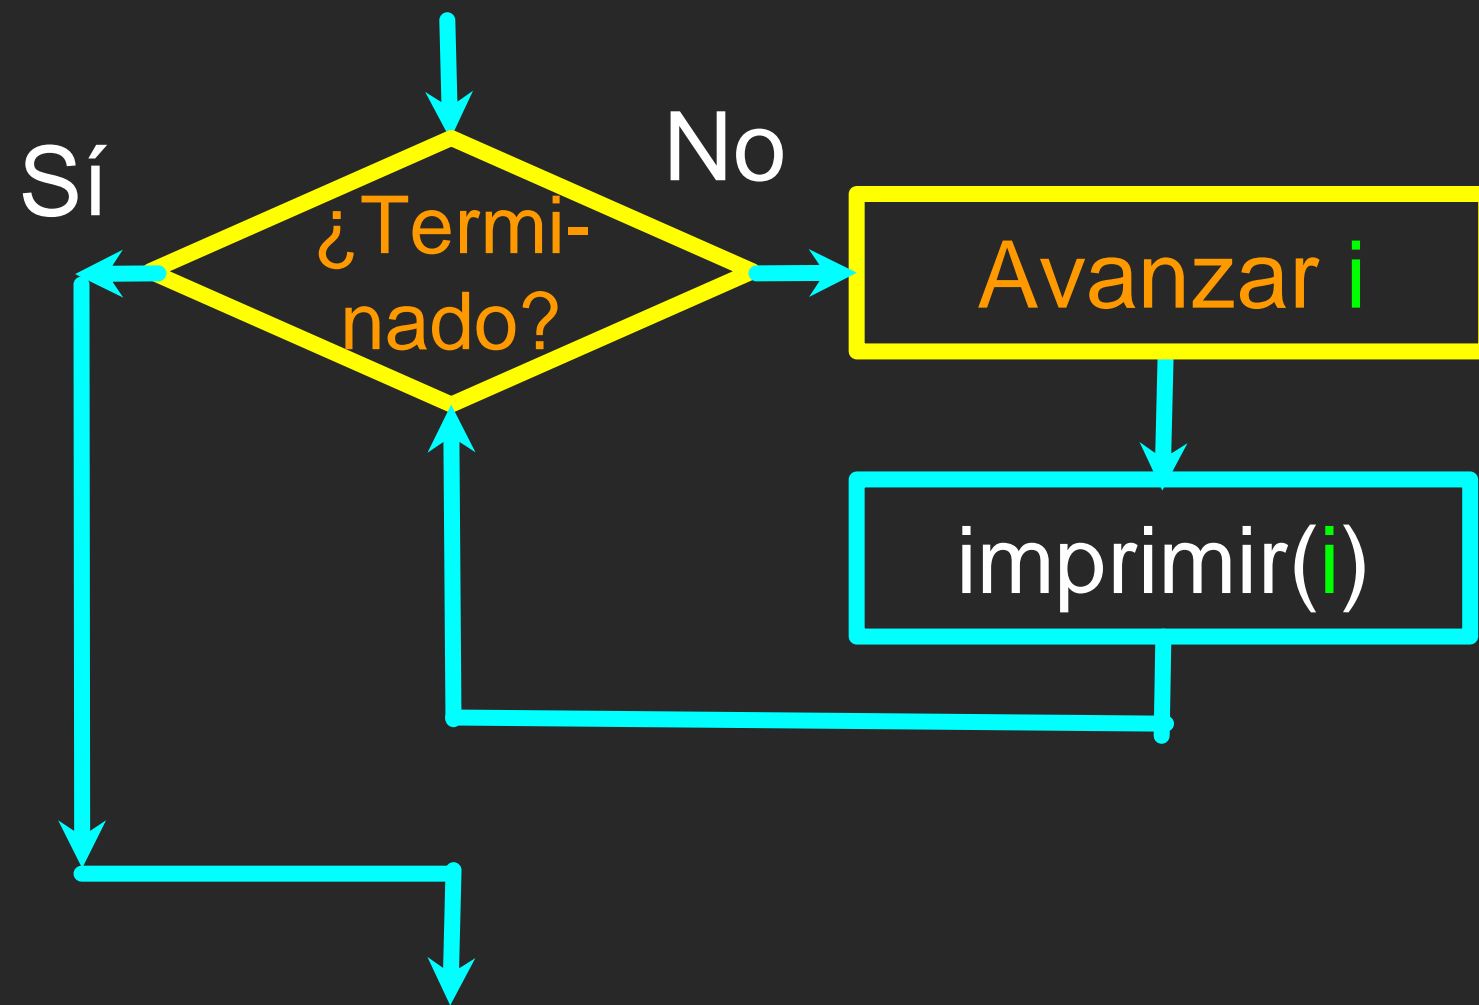 Sí
No
¿Termi-
nado?
Avanzar i
imprimir(i)